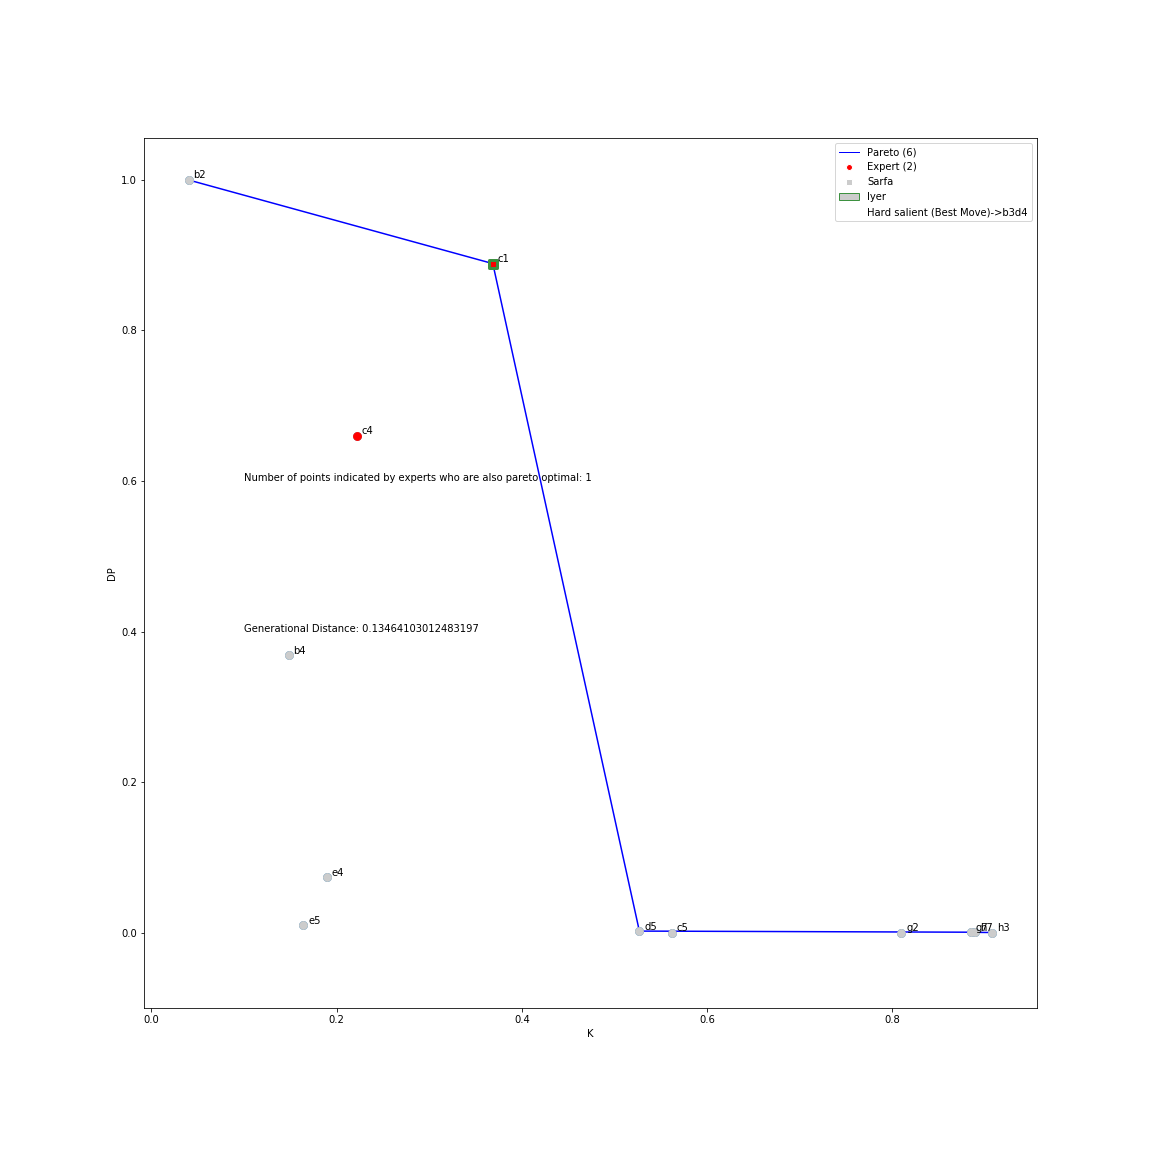 Pareto (6)
Expert (2)
Sarfa
Iyer
Hard salient (Best Move)->b3d4
1.0
0.8
0.6
0.4
0.2
0.0
DP
b2
c1
c4
Number of points indicated by experts who are also pareto optimal: 1
Generational Distance: 0.13464103012483197
b4
e4
e5
d5
c5
g2
h3
0.0
0.2
0.4
0.6
0.8
K